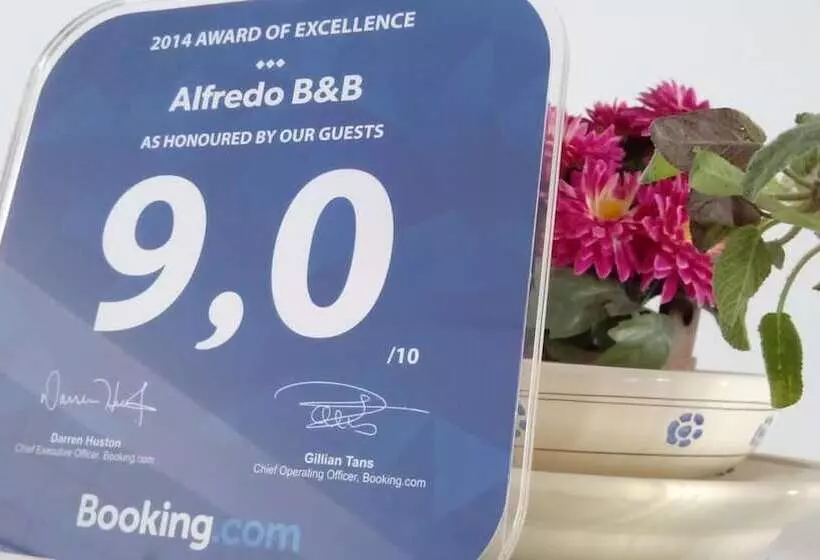 2014 AWARD OF EXCELLENCE
Alfredo B&B
AS HONOURED BY OUR GUESTS
9,0
/10
Darren Huston
Chief Executive Officer, Booking.com
Gillian Tans
Chief Operating Officer, Booking.com
Booking.com